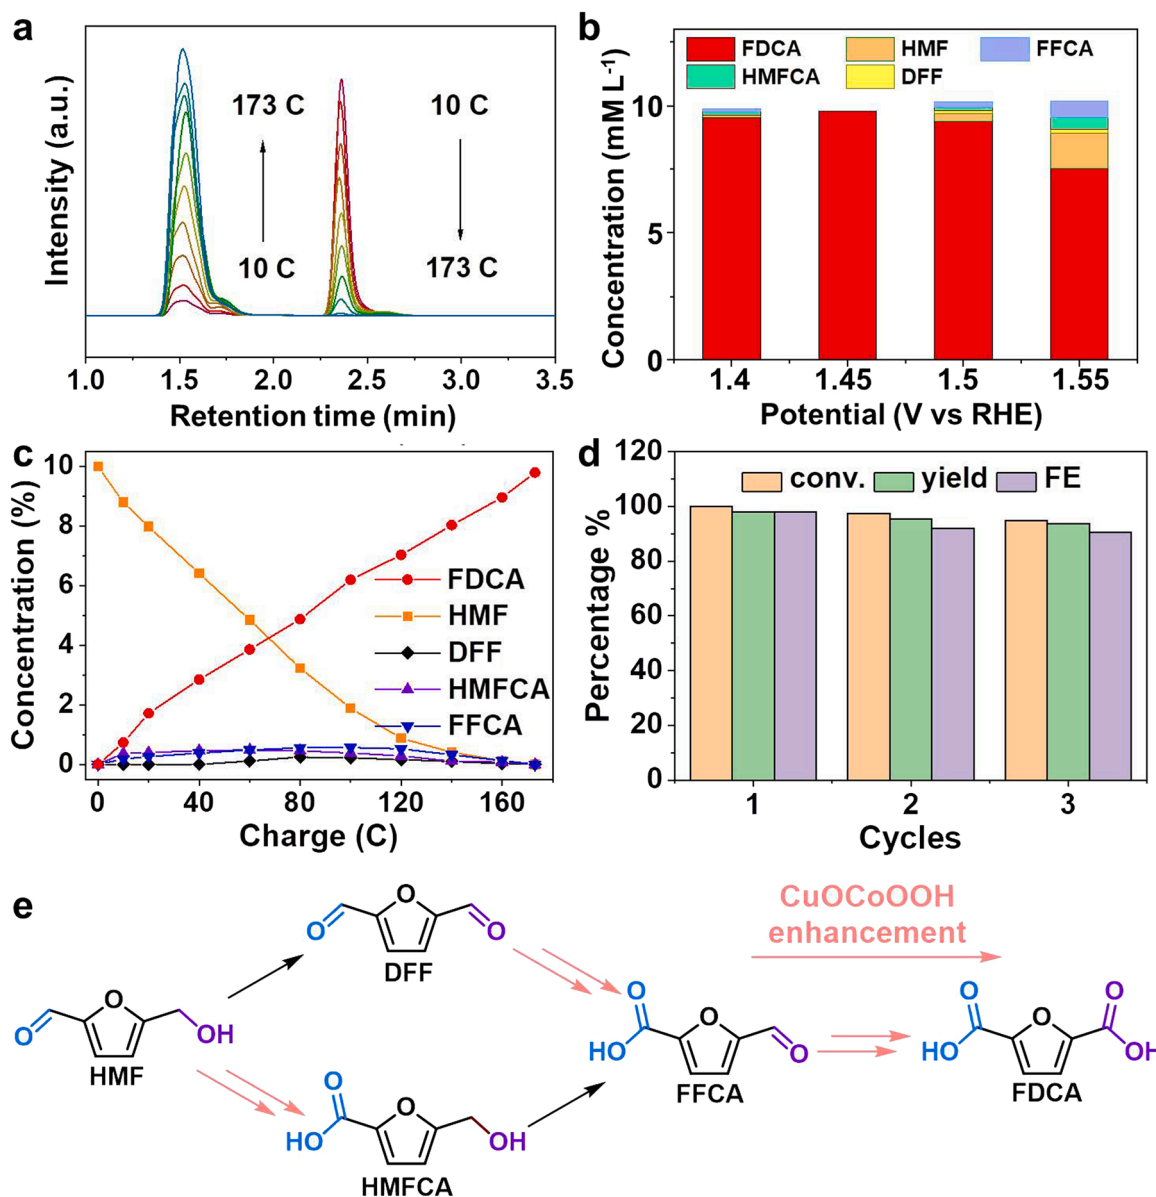 a
Intensity (a.u.)
173 C
10 C
10 C
173 C
1.0 1.5 2.0 2.5 3.0 3.5
Retention time (min)
b
Concentration (mM L⁻¹)
FDCA HMF FFCA
HMFCA DFF
10
5
0
1.4 1.45 1.5 1.55
Potential (V vs RHE)
c
Concentration (%)
10
8
6
4
2
0
FDCA
HMF
DFF
HMFCA
FFCA
0 40 80 120 160
Charge (C)
d
Percentage %
120
100
80
60
40
20
0
conv. yield FE
1 2 3
Cycles
e
CuOCoOOH
enhancement
O
O O
DFF
O
O OH
HMF
O
HO O
O
FFCA
O O
HO O OH
FDCA
O
HO O OH
HMFCA